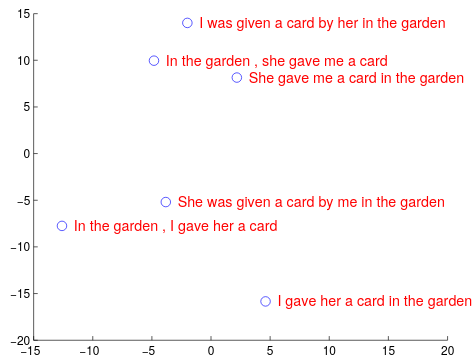 15
I was given a card by her in the garden
10
In the garden , she gave me a card
She gave me a card in the garden
5
0
−5
She was given a card by me in the garden
In the garden , I gave her a card
−10
−15
I gave her a card in the garden
−20
−15 −10 −5 0 5 10 15 20